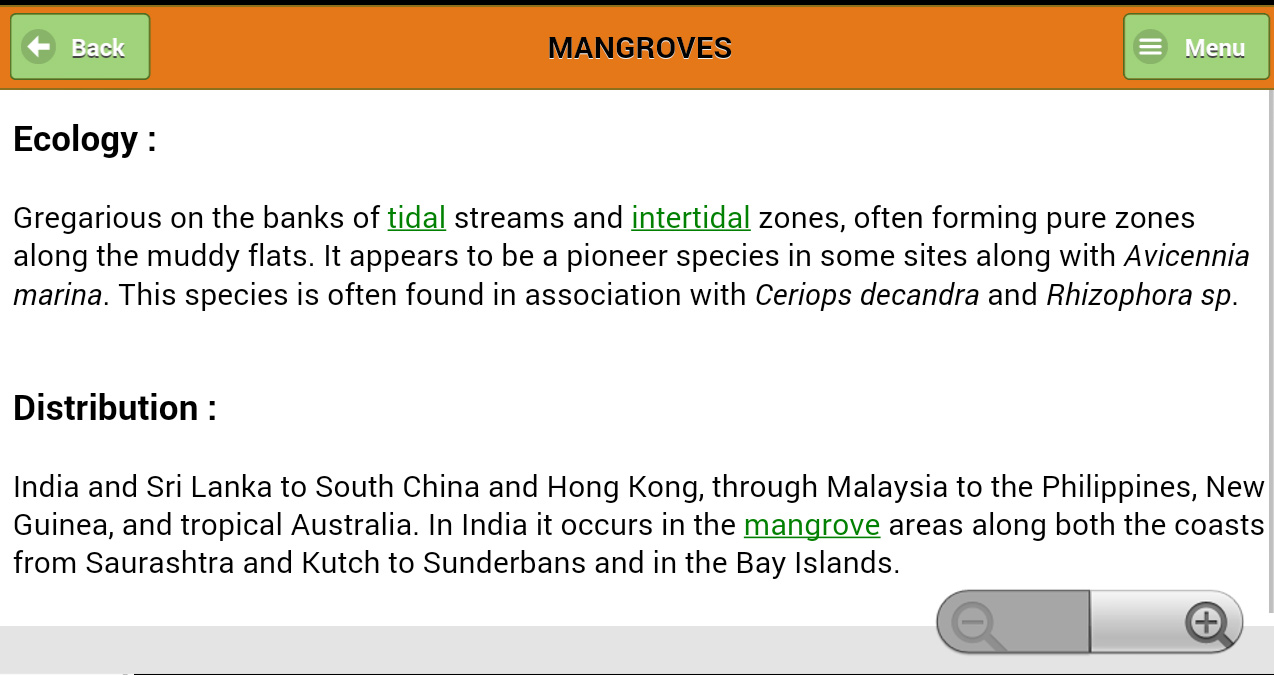 Back
MANGROVES
Menu
Ecology :
Gregarious on the banks of tidal streams and intertidal zones, often forming pure zones
along the muddy flats. It appears to be a pioneer species in some sites along with Avicennia
marina. This species is often found in association with Ceriops decandra and Rhizophora sp.
Distribution :
India and Sri Lanka to South China and Hong Kong, through Malaysia to the Philippines, New
Guinea, and tropical Australia. In India it occurs in the mangrove areas along both the coasts
from Saurashtra and Kutch to Sunderbans and in the Bay Islands.